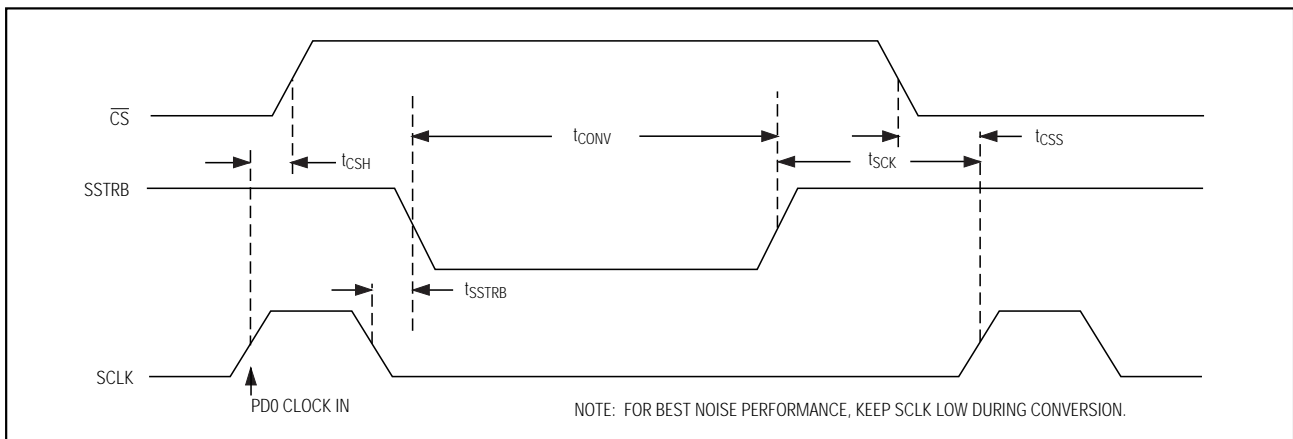 CS
tCONV
tCSS
tCSH
tSCK
SSTRB
tSSTRB
SCLK
PD0 CLOCK IN
NOTE: FOR BEST NOISE PERFORMANCE, KEEP SCLK LOW DURING CONVERSION.